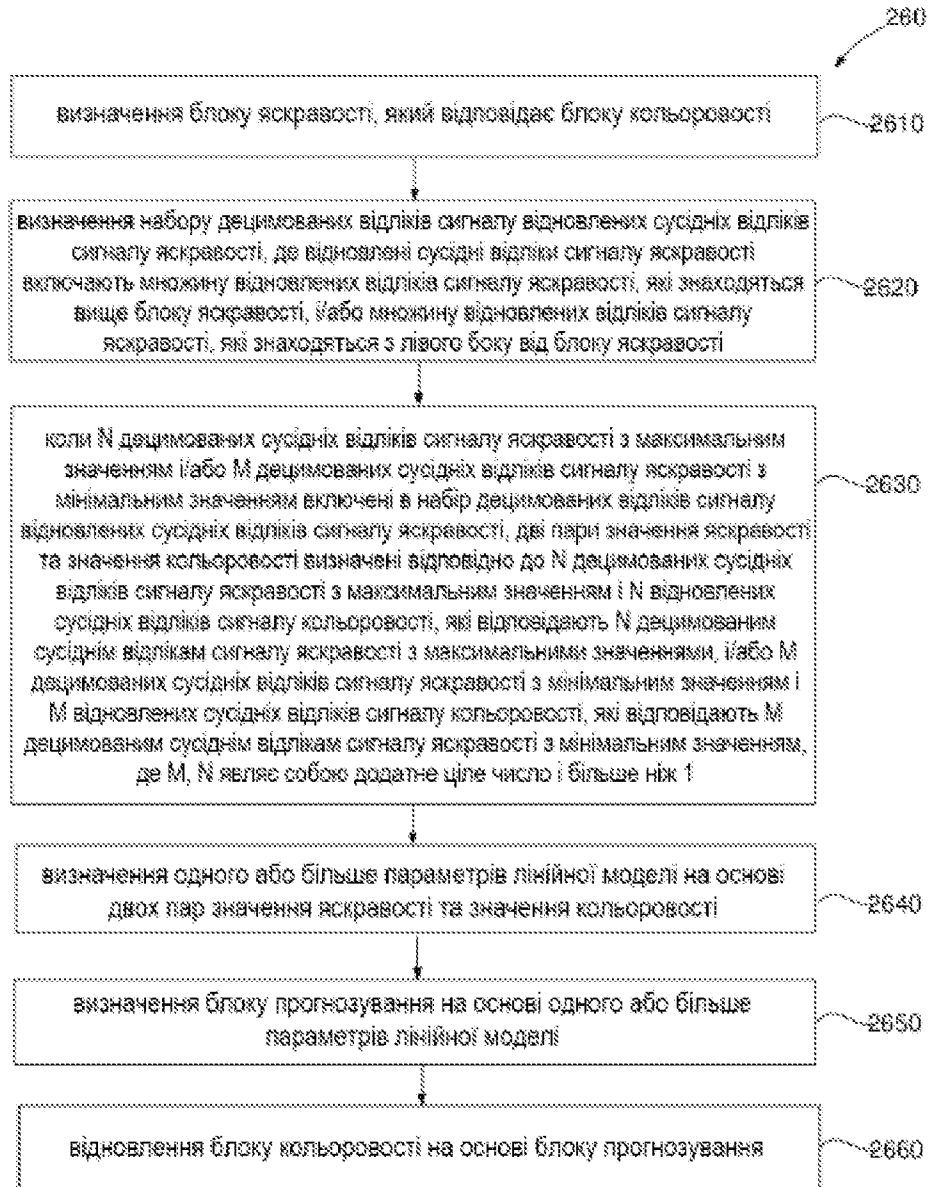 260
визначення блоку яскравості, який відповідає блоку кольоровості
2610
визначення набору децимованих відліків сигналу відновлених сусідніх відліків
сигналу яскравості, де відновлені сусідні відліки сигналу яскравості
включають множину відновлених відліків сигналу яскравості, які знаходяться
вище блоку яскравості, і/або множину відновлених відліків сигналу
яскравості, які знаходяться з лівого боку від блоку яскравості
2620
коли N децимованих сусідніх відліків сигналу яскравості з максимальним
значенням і/або M децимованих сусідніх відліків сигналу яскравості з
мінімальним значенням включені в набір децимованих відліків сигналу
відновлених сусідніх відліків сигналу яскравості, дві пари значення яскравості
та значення кольоровості визначені відповідно до N децимованих сусідніх
відліків сигналу яскравості з максимальним значенням і N відновлених
сусідніх відліків сигналу кольоровості, які відповідають N децимованим
сусіднім відлікам сигналу яскравості з максимальними значеннями, і/або M
децимованих сусідніх відліків сигналу яскравості з мінімальним значенням і
M відновлених сусідніх відліків сигналу кольоровості, які відповідають M
децимованим сусіднім відлікам сигналу яскравості з мінімальним значенням,
де M, N являє собою додатне ціле число і більше ніж 1
2630
визначення одного або більше параметрів лінійної моделі на основі
двох пар значення яскравості та значення кольоровості
2640
визначення блоку прогнозування на основі одного або більше
параметрів лінійної моделі
2650
відновлення блоку кольоровості на основі блоку прогнозування
2660